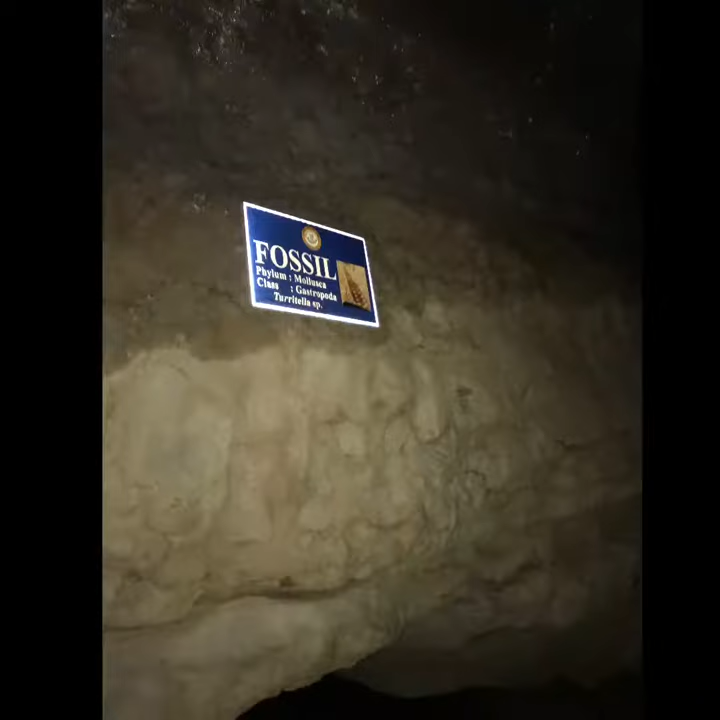 FOSSIL
Phylum : Mollusca
Class : Gastropoda
Turritella sp.